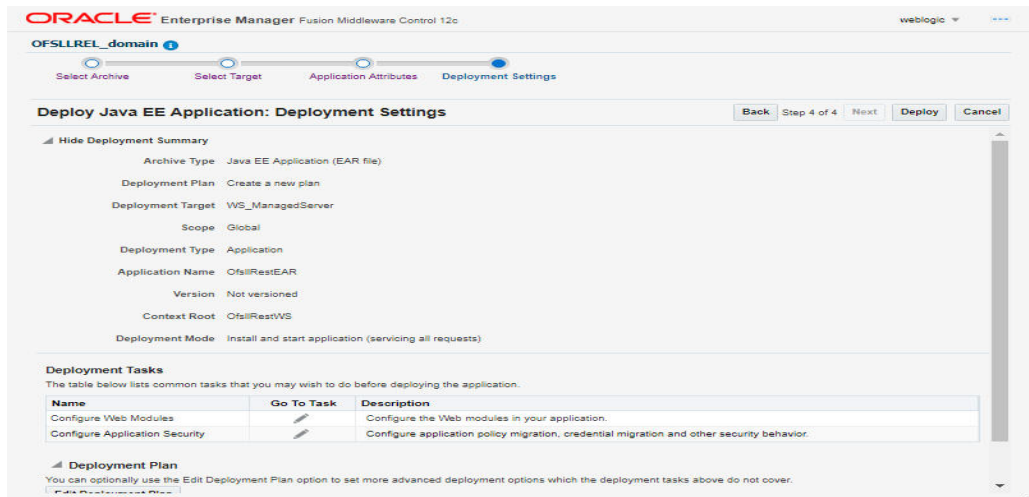 ORACLE Enterprise Manager Fusion Middleware Control 12c
weblogic
OFSLLREL_domain
Select Archive Select Target Application Attributes Deployment Settings
Deploy Java EE Application: Deployment Settings
Back Step 4 of 4 Next Deploy Cancel
Hide Deployment Summary
Archive Type Java EE Application (EAR file)
Deployment Plan Create a new plan
Deployment Target WS_ManagedServer
Scope Global
Deployment Type Application
Application Name OfsllRestEAR
Version Not versioned
Context Root OfsllRestWS
Deployment Mode Install and start application (servicing all requests)
Deployment Tasks
The table below lists common tasks that you may wish to do before deploying the application.
Name Go To Task Description
Configure Web Modules Configure the Web modules in your application.
Configure Application Security Configure application policy migration, credential migration and other security behavior.
Deployment Plan
You can optionally use the Edit Deployment Plan option to set more advanced deployment options which the deployment tasks above do not cover.
Edit Deployment Plan